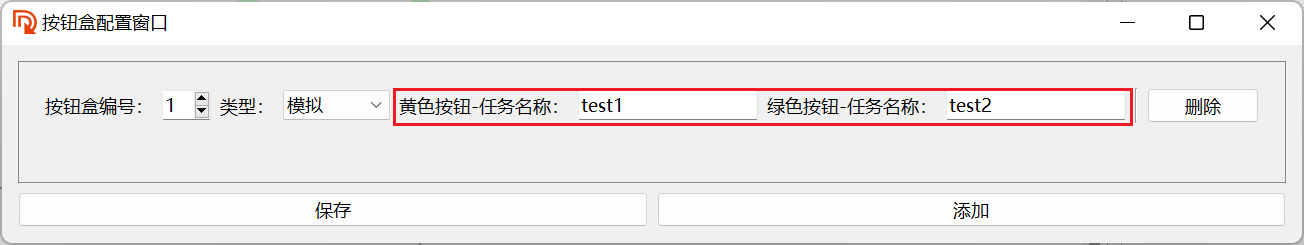 按钮盒配置窗口
按钮盒编号： 1 类型： 模拟 黄色按钮-任务名称： test1 绿色按钮-任务名称： test2 删除
保存 添加